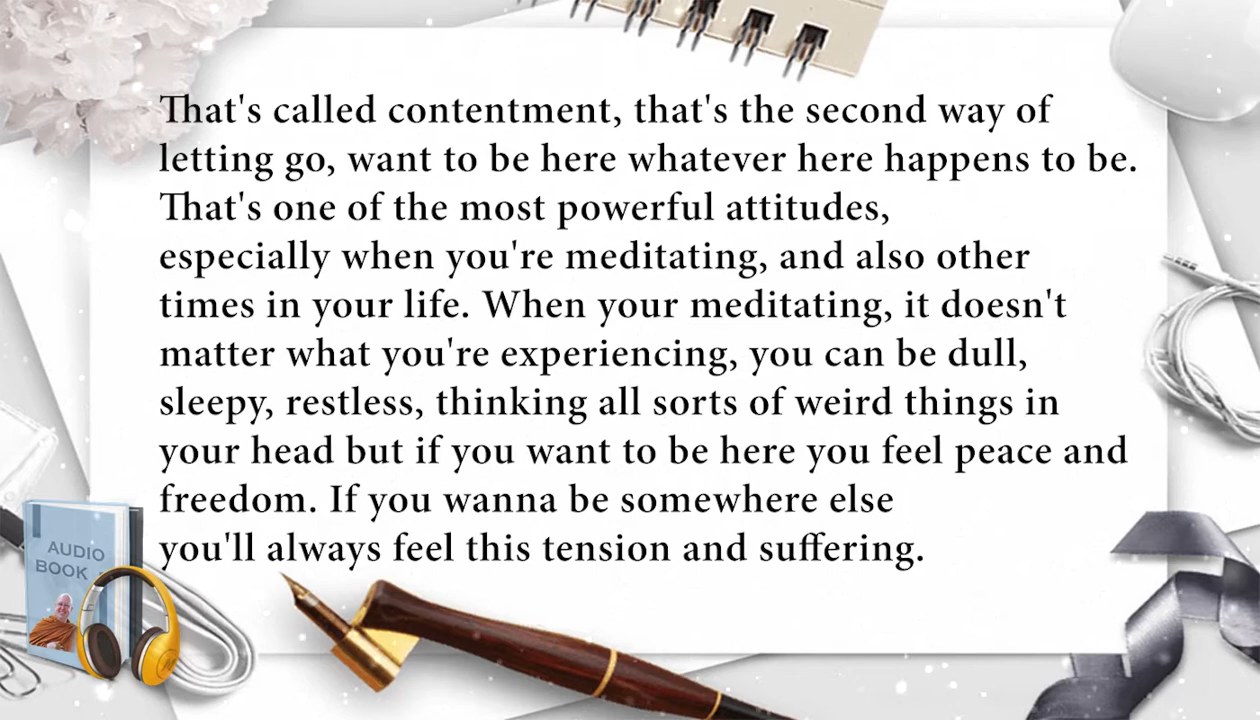 That's called contentment, that's the second way of
letting go, want to be here whatever here happens to be.
That's one of the most powerful attitudes,
especially when you're meditating, and also other
times in your life. When your meditating, it doesn't
matter what you're experiencing, you can be dull,
sleepy, restless, thinking all sorts of weird things in
your head but if you want to be here you feel peace and
freedom. If you wanna be somewhere else
you'll always feel this tension and suffering.
AUDIO
BOOK